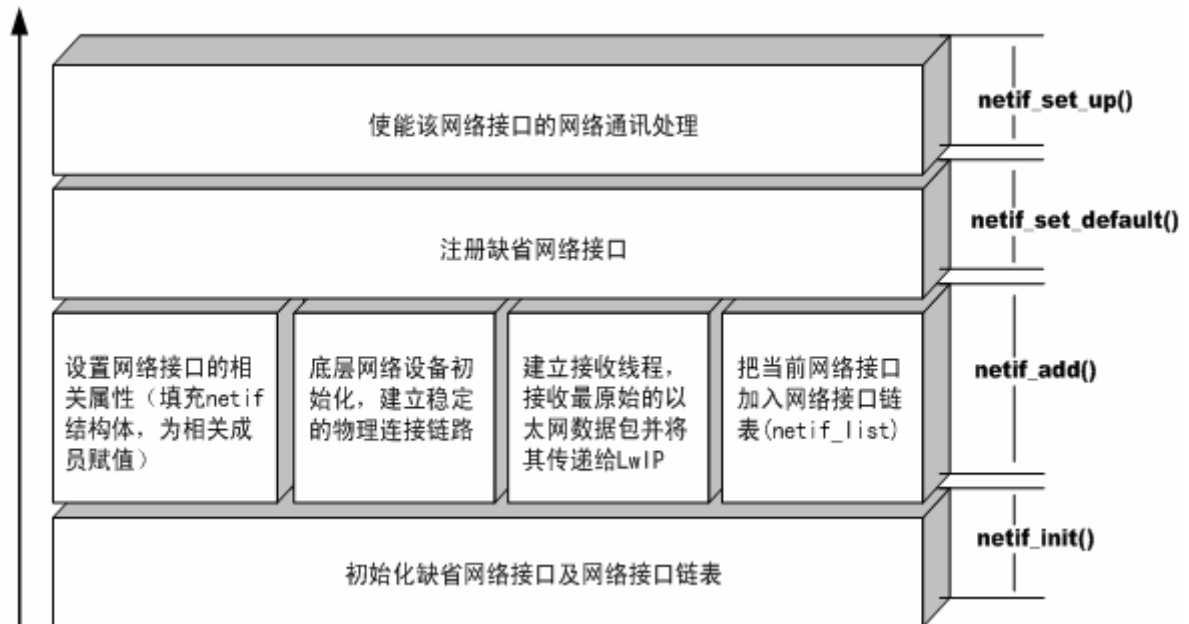 使能该网络接口的网络通讯处理
netif_set_up()
注册缺省网络接口
netif_set_default()
设置网络接口的相
关属性（填充netif
结构体，为相关成
员赋值）
底层网络设备初
始化，建立稳定
的物理连接链路
建立接收线程，
接收最原始的以
太网数据包并将
其传递给LwIP
把当前网络接口
加入网络接口链
表(netif_list)
netif_add()
初始化缺省网络接口及网络接口链表
netif_init()